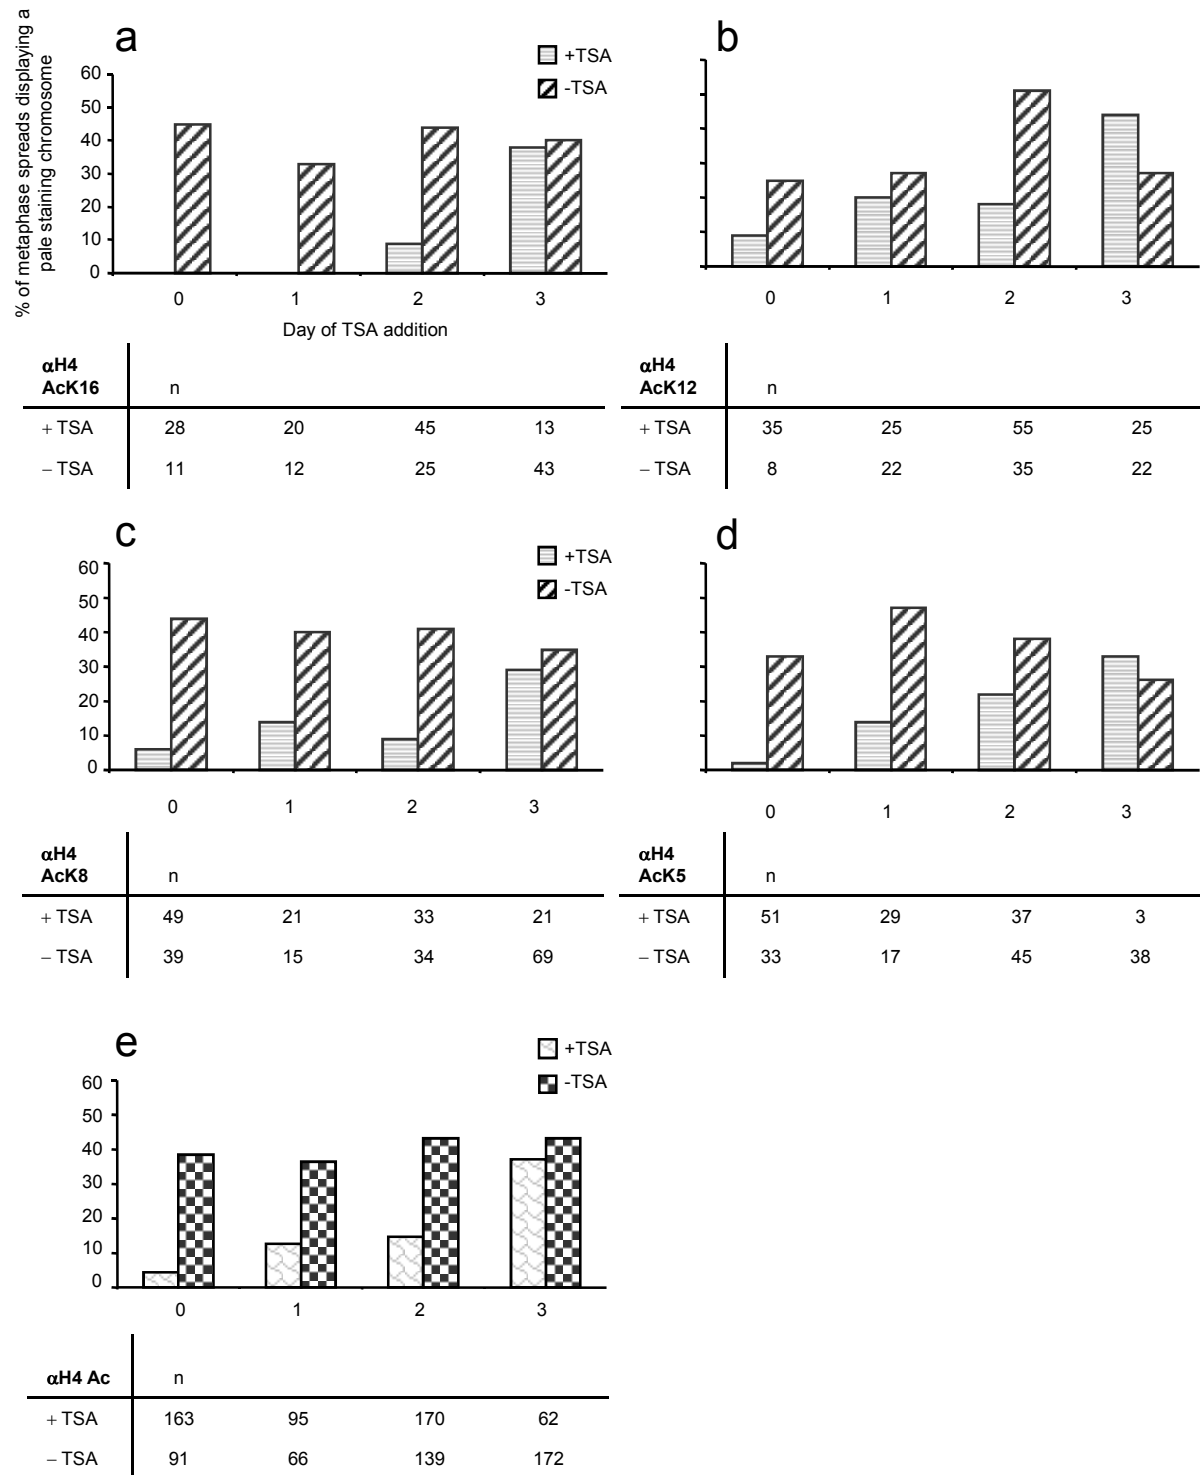 % of metaphase spreads displaying a
pale staining chromosome
a
+TSA
-TSA
60
50
40
30
20
10
0
0 1 2 3
Day of TSA addition
αH4
AcK16 n
+ TSA 28 20 45 13
− TSA 11 12 25 43
b
0 1 2 3
αH4
AcK12 n
+ TSA 35 25 55 25
− TSA 8 22 35 22
c
+TSA
-TSA
60
50
40
30
20
10
0
0 1 2 3
αH4
AcK8 n
+ TSA 49 21 33 21
− TSA 39 15 34 69
d
0 1 2 3
αH4
AcK5 n
+ TSA 51 29 37 3
− TSA 33 17 45 38
e
+TSA
-TSA
60
50
40
30
20
10
0
0 1 2 3
αH4 Ac n
+ TSA 163 95 170 62
− TSA 91 66 139 172